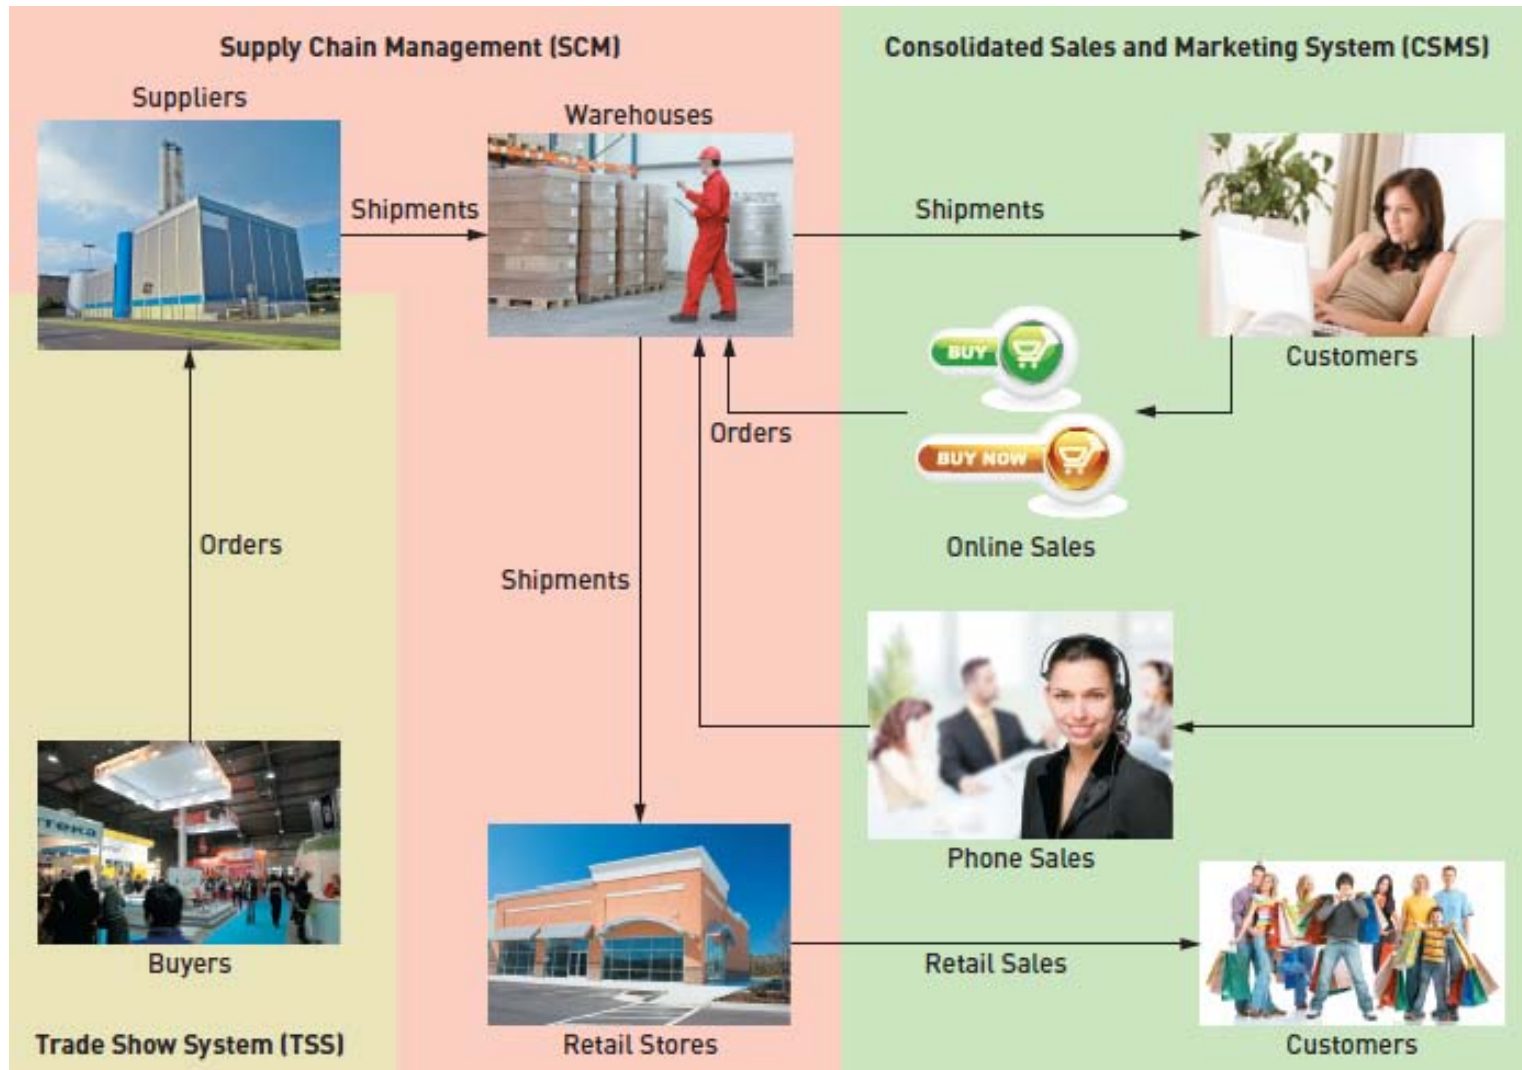 Supply Chain Management (SCM)
Consolidated Sales and Marketing System (CSMS)
Suppliers
Warehouses
Shipments
Shipments
Customers
BUY
Orders
BUY NOW
Online Sales
Orders
Shipments
Phone Sales
Buyers
Retail Sales
Trade Show System (TSS)
Retail Stores
Customers